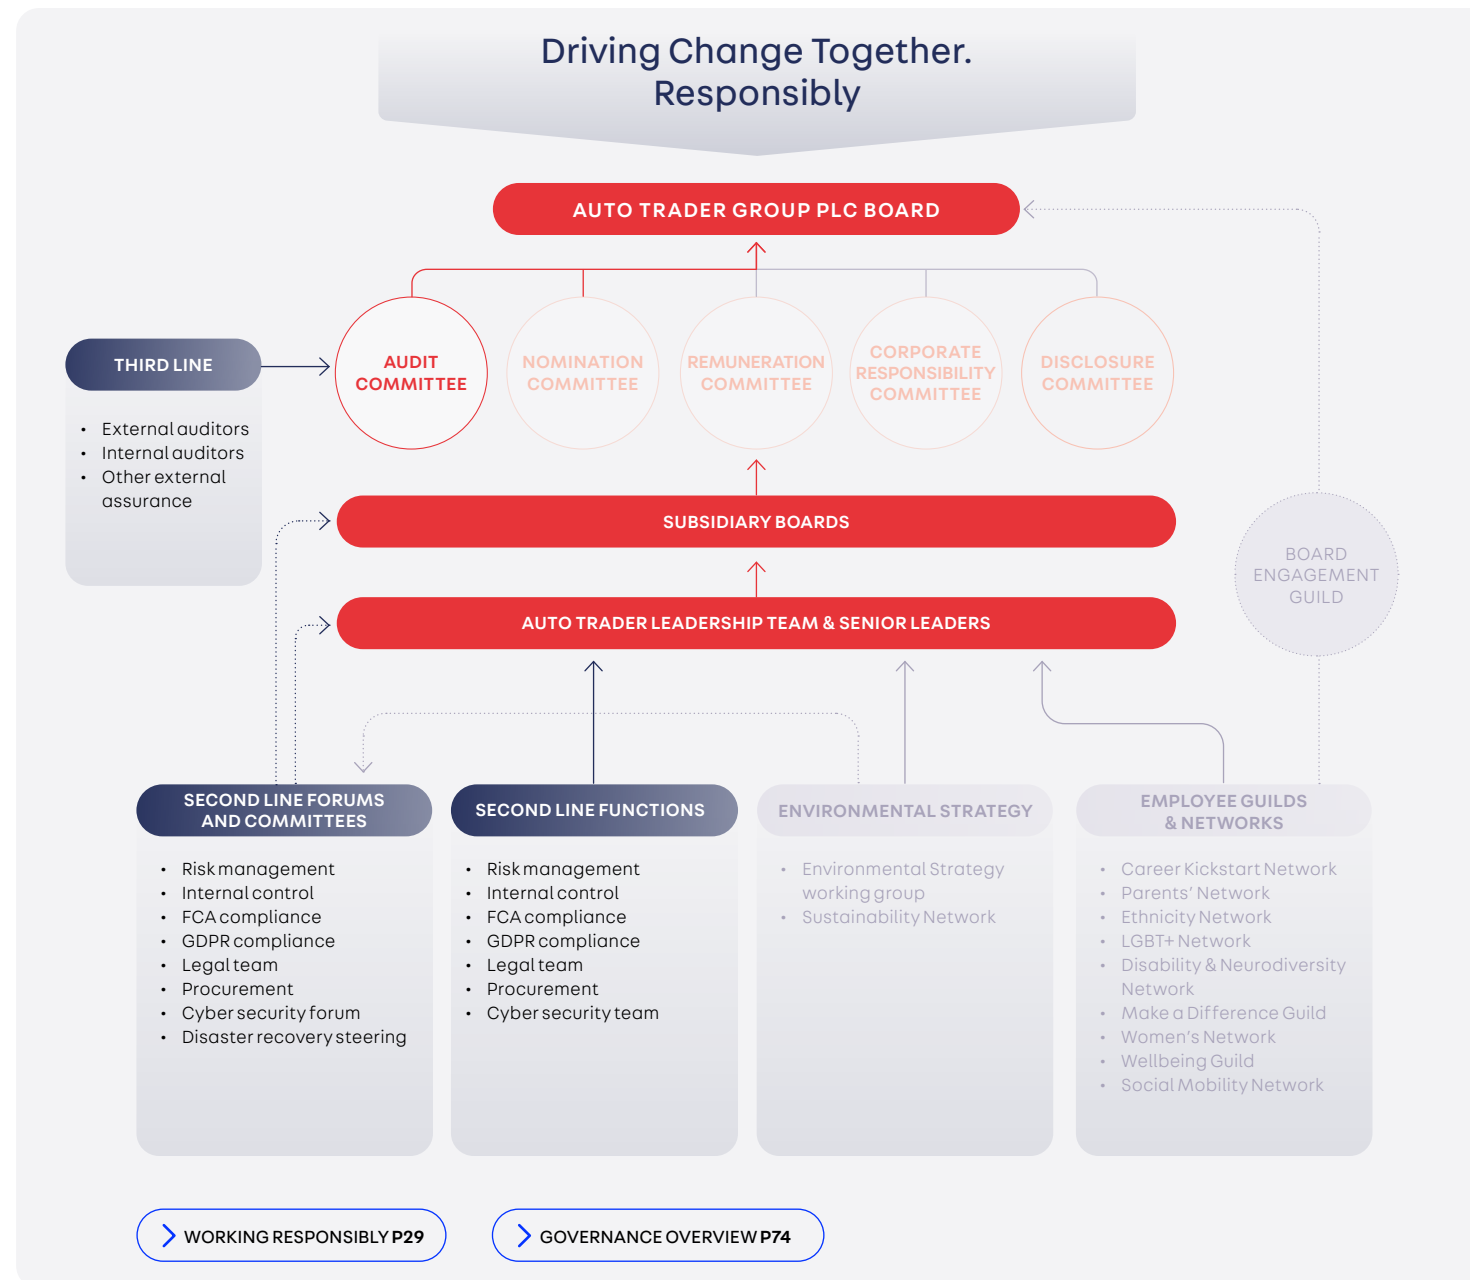 Driving Change Together.
Responsibly
AUTO TRADER GROUP PLC BOARD
THIRD LINE
• External auditors
• Internal auditors
• Other external
assurance
AUDIT
COMMITTEE
NOMINATION
COMMITTEE
REMUNERATION
COMMITTEE
CORPORATE
RESPONSIBILITY
COMMITTEE
DISCLOSURE
COMMITTEE
SUBSIDIARY BOARDS
AUTO TRADER LEADERSHIP TEAM & SENIOR LEADERS
BOARD
ENGAGEMENT
GUILD
SECOND LINE FORUMS
AND COMMITTEES
• Risk management
• Internal control
• FCA compliance
• GDPR compliance
• Legal team
• Procurement
• Cyber security forum
• Disaster recovery steering
SECOND LINE FUNCTIONS
• Risk management
• Internal control
• FCA compliance
• GDPR compliance
• Legal team
• Procurement
• Cyber security team
ENVIRONMENTAL STRATEGY
• Environmental Strategy
working group
• Sustainability Network
EMPLOYEE GUILDS
& NETWORKS
• Career Kickstart Network
• Parents’ Network
• Ethnicity Network
• LGBT+ Network
• Disability & Neurodiversity
Network
• Make a Difference Guild
• Women’s Network
• Wellbeing Guild
• Social Mobility Network
WORKING RESPONSIBLY P29
GOVERNANCE OVERVIEW P74